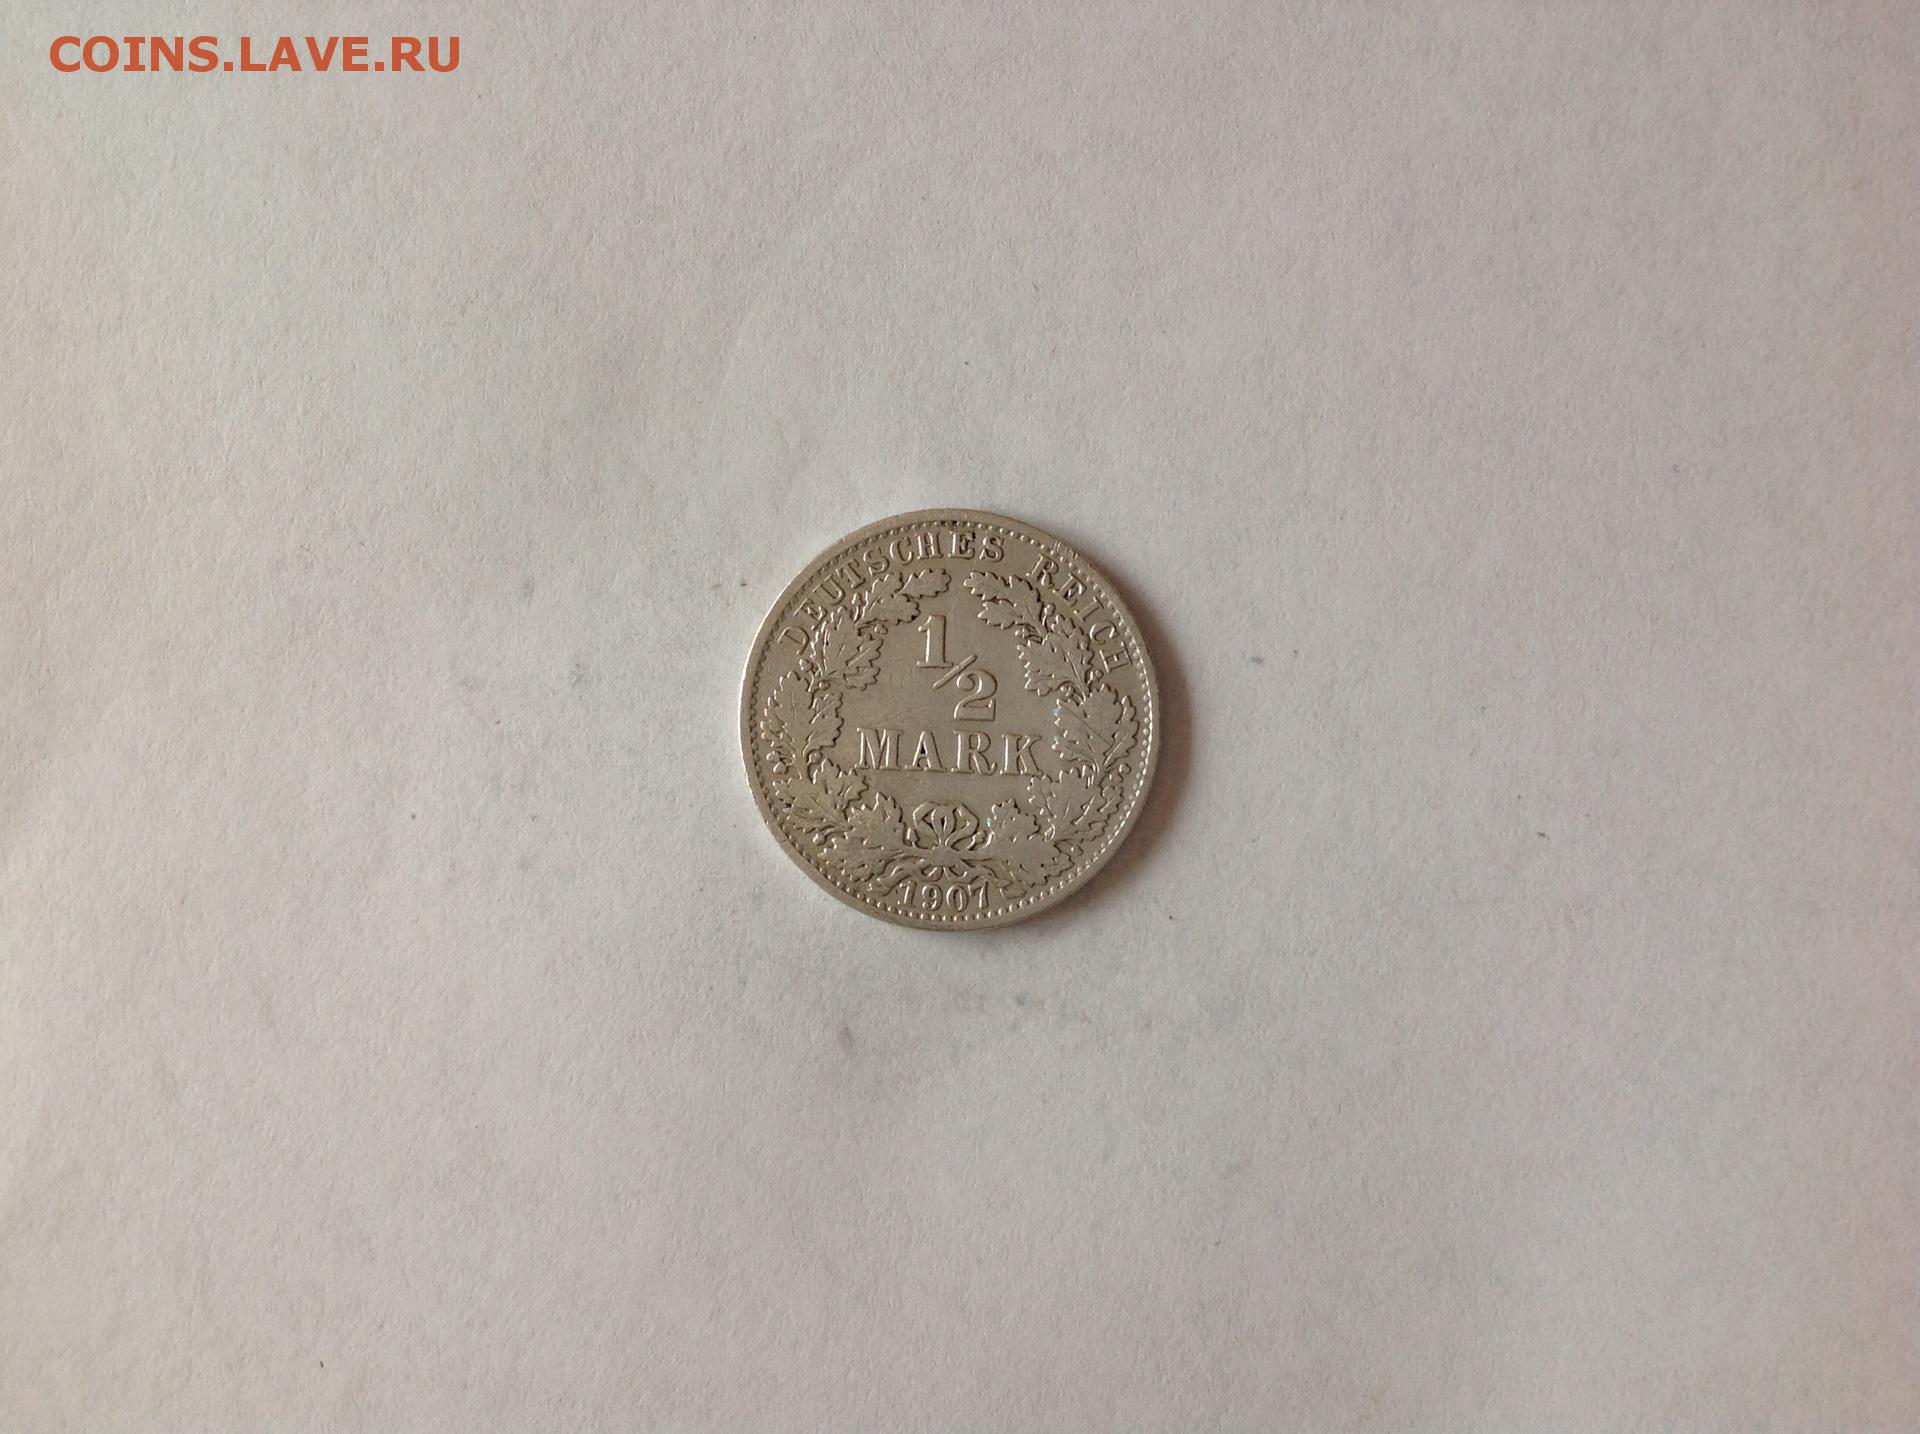 COINS.LAVE.RU
DEUTSCHES REICH
1/2
MARK
1907